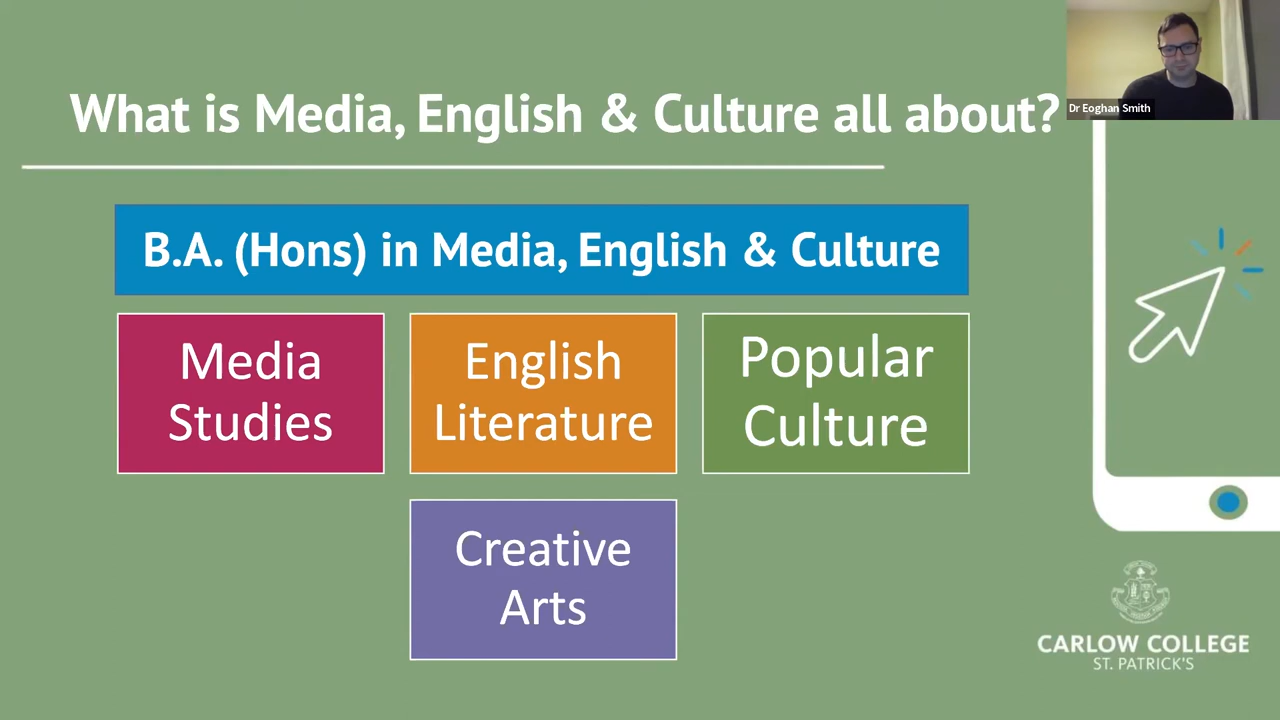 What is Media, English & Culture all about?
Dr Eoghan Smith
B.A. (Hons) in Media, English & Culture
Media
Studies
English
Literature
Popular
Culture
Creative
Arts
CARLOW COLLEGE
ST. PATRICK'S